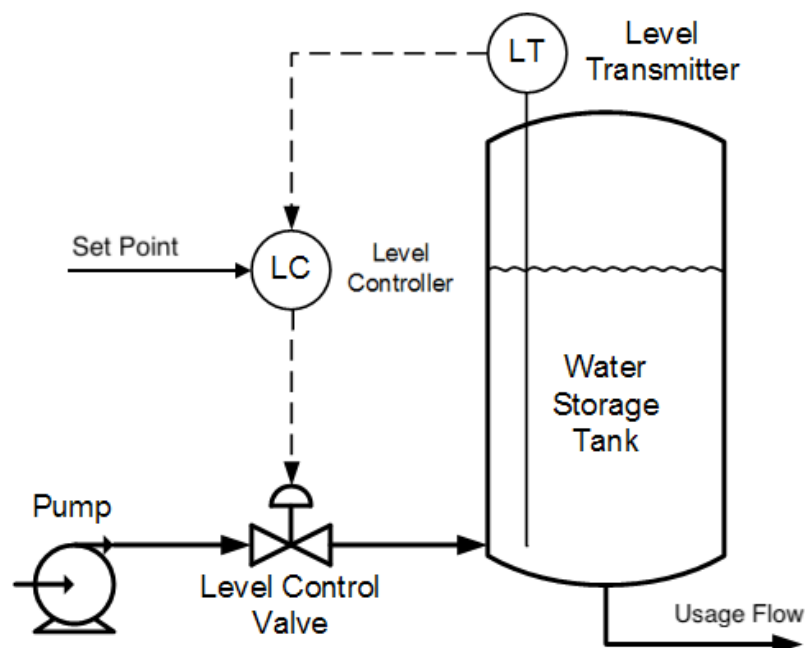 LT
Level
Transmitter
Set Point
LC
Level
Controller
Water
Storage
Tank
Pump
Level Control
Valve
Usage Flow